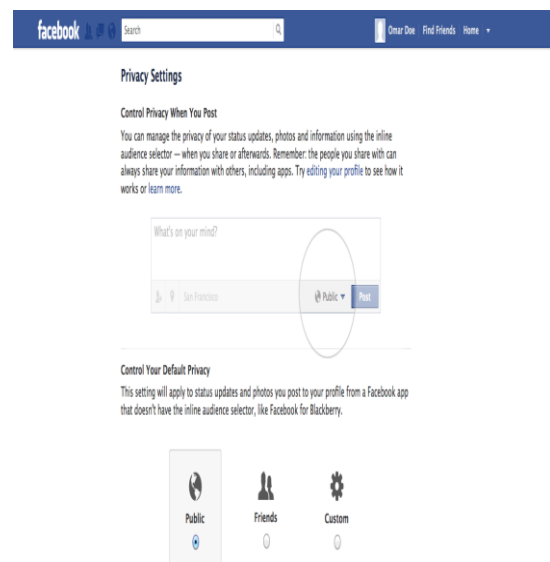 facebook Search Omar Doe Find Friends Home
Privacy Settings
Control Privacy When You Post
You can manage the privacy of your status updates, photos and information using the inline
audience selector — when you share or afterwards. Remember: the people you share with can
always share your information with others, including apps. Try editing your profile to see how it
works or learn more.
What's on your mind?
San Francisco Public Post
Control Your Default Privacy
This setting will apply to status updates and photos you post to your profile from a Facebook app
that doesn't have the inline audience selector, like Facebook for Blackberry.
Public Friends Custom